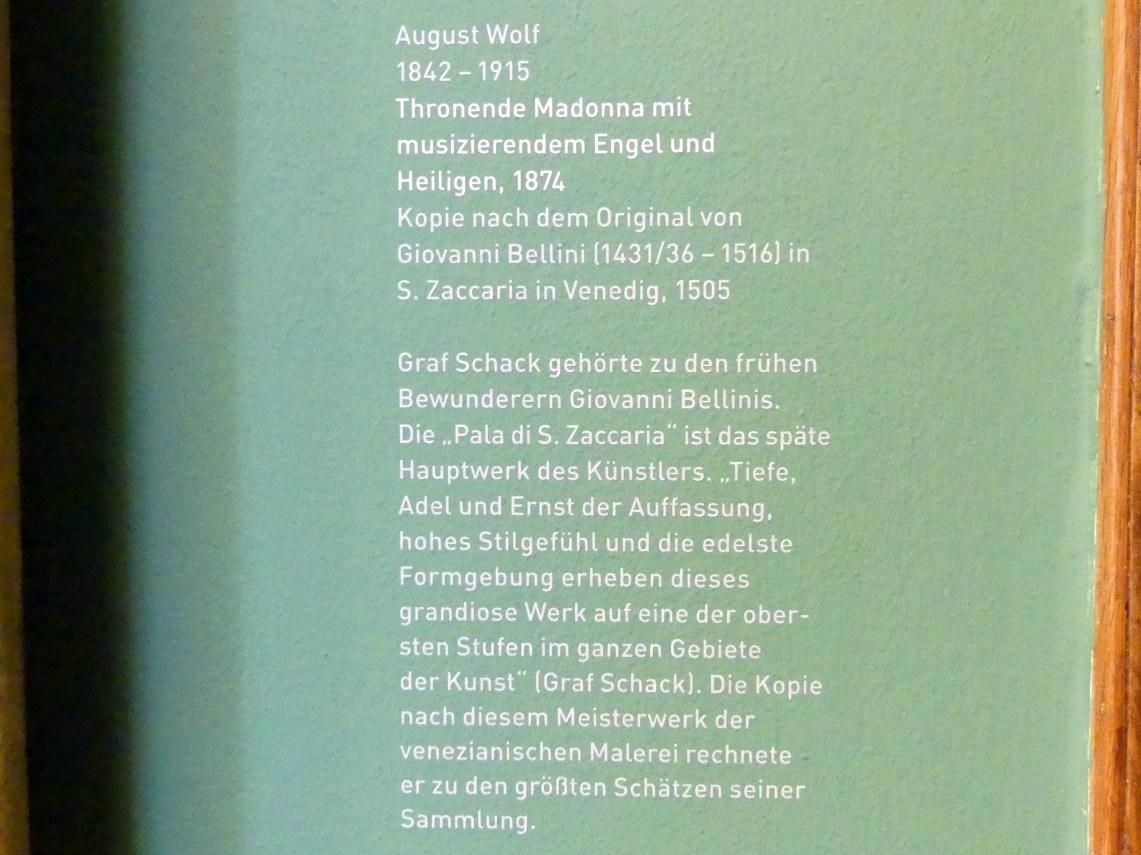 August Wolf
1842 – 1915
Thronende Madonna mit
musizierendem Engel und
Heiligen, 1874
Kopie nach dem Original von
Giovanni Bellini (1431/36 – 1516) in
S. Zaccaria in Venedig, 1505

Graf Schack gehörte zu den frühen
Bewunderern Giovanni Bellinis.
Die „Pala di S. Zaccaria“ ist das späte
Hauptwerk des Künstlers. „Tiefe,
Adel und Ernst der Auffassung,
hohes Stilgefühl und die edelste
Formgebung erheben dieses
grandiose Werk auf eine der ober-
sten Stufen im ganzen Gebiete
der Kunst“ (Graf Schack). Die Kopie
nach diesem Meisterwerk der
venezianischen Malerei rechnete
er zu den größten Schätzen seiner
Sammlung.